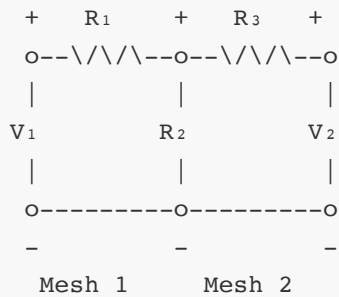 + R₁ + R₃ +
o--\/\/\--o--\/\/\--o
| | |
V₁ R₂ V₂
| | |
o---------o---------o
- - -
Mesh 1 Mesh 2